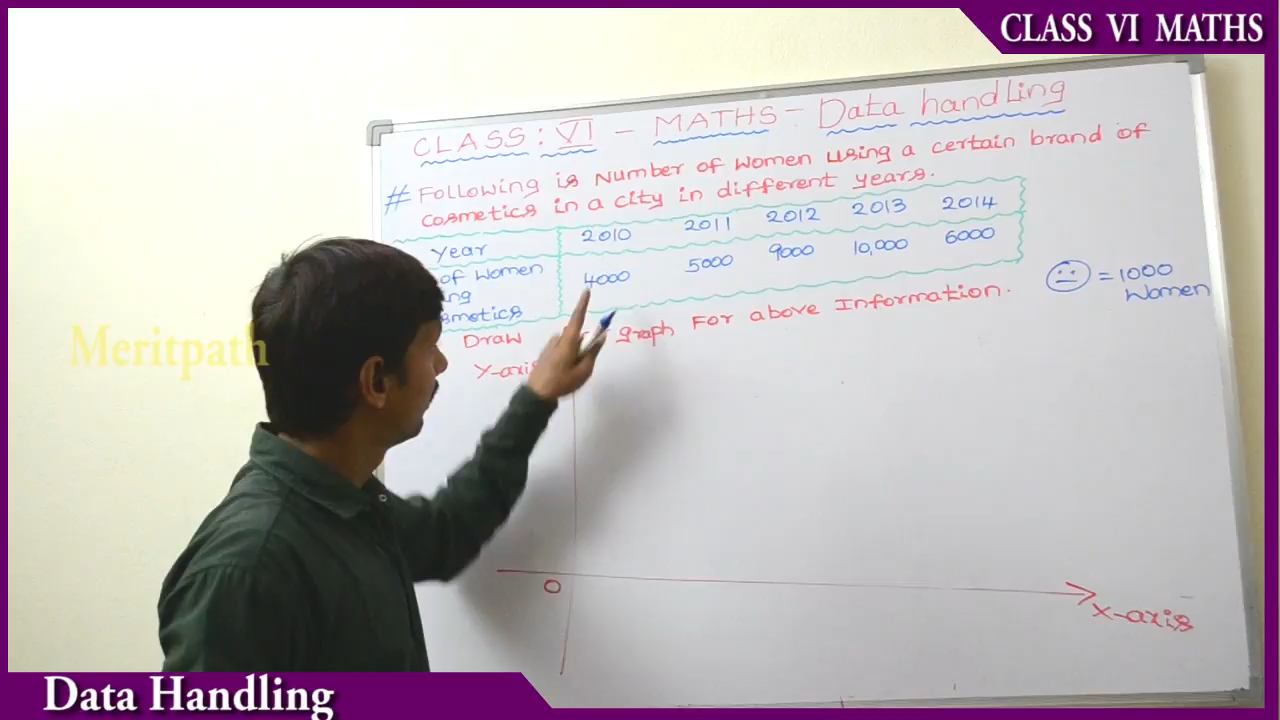 CLASS VI MATHS
CLASS : VI - MATHS - Data handling
# Following is Number of Women using a certain brand of
cosmetics in a city in different years.
Year 2010 2011 2012 2013 2014
of Women 4000 5000 9000 10,000 6000
= 1000
Women
Draw graph For above Information.
Y-axis
Meritpath
O
X-axis
Data Handling